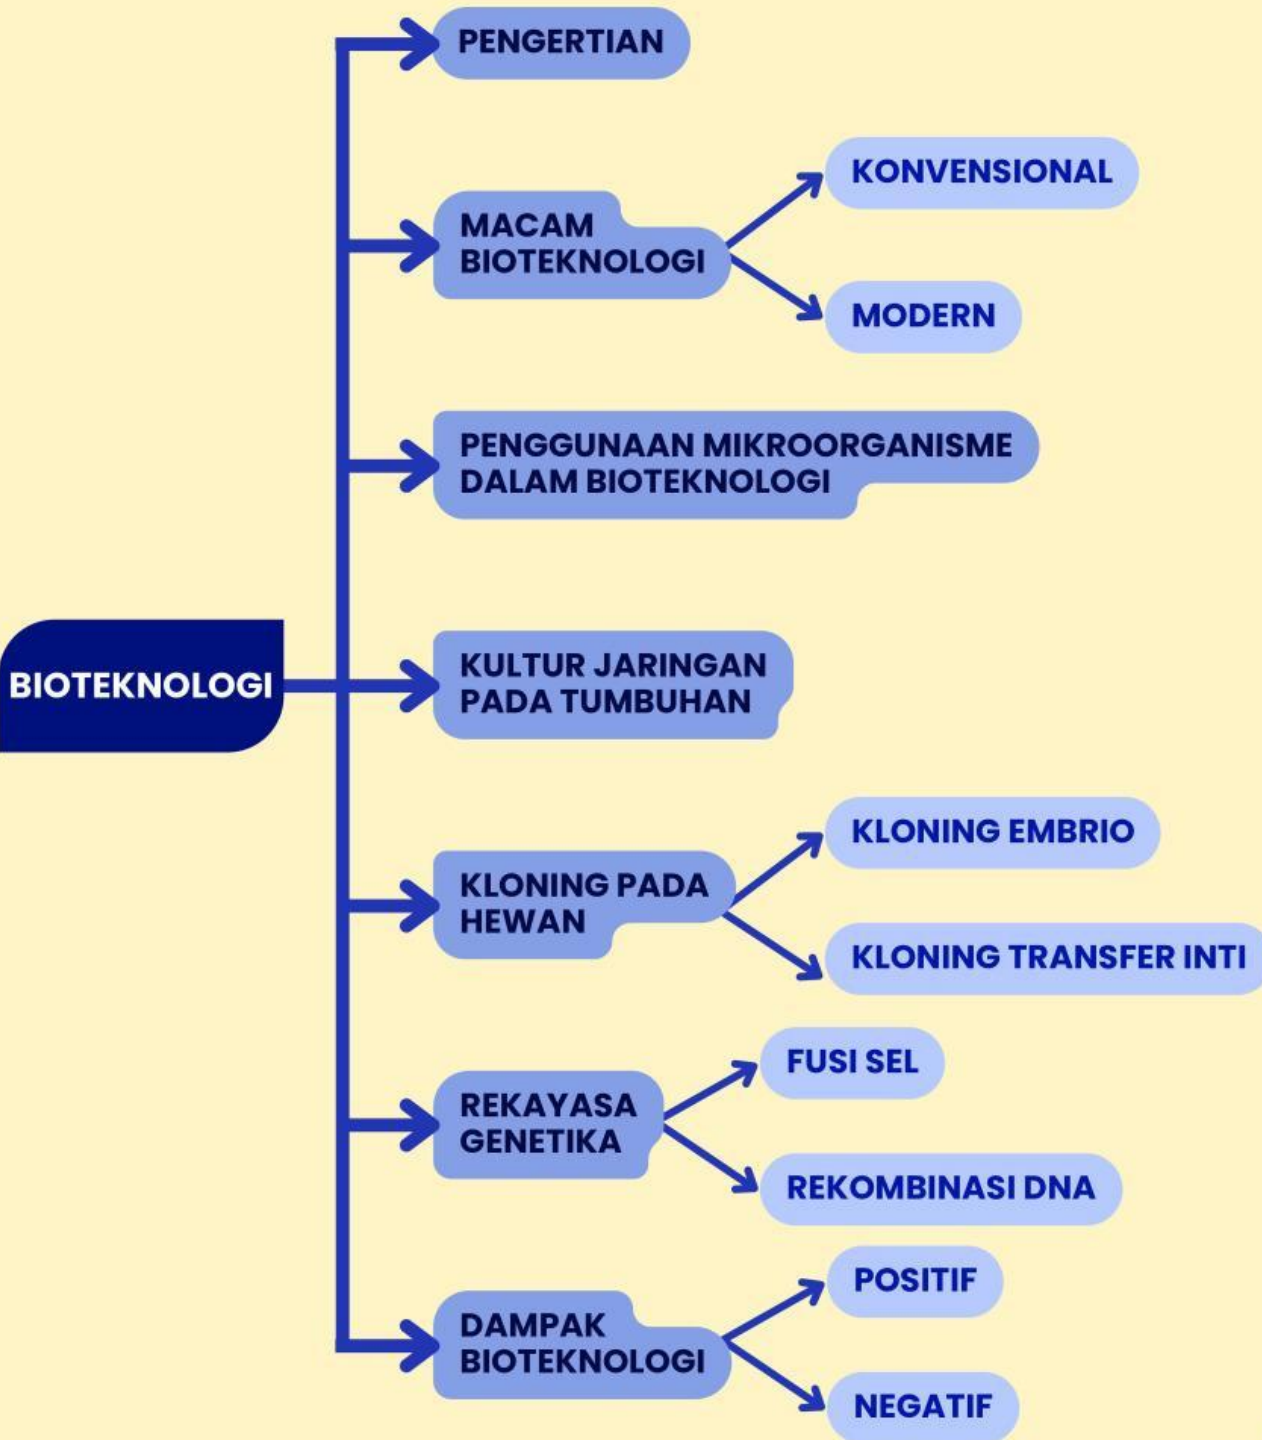 PENGERTIAN
MACAM
BIOTEKNOLOGI
KONVENSIONAL
MODERN
PENGGUNAAN MIKROORGANISME
DALAM BIOTEKNOLOGI
BIOTEKNOLOGI
KULTUR JARINGAN
PADA TUMBUHAN
KLONING PADA
HEWAN
KLONING EMBRIO
KLONING TRANSFER INTI
REKAYASA
GENETIKA
FUSI SEL
REKOMBINASI DNA
DAMPAK
BIOTEKNOLOGI
POSITIF
NEGATIF